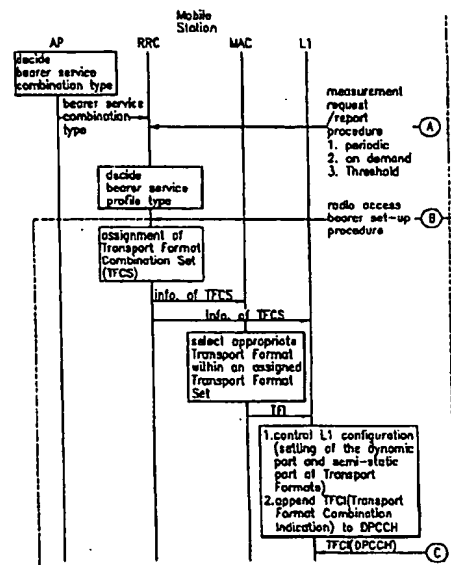 Mobile
Station
AP
RRC
MAC
L1
decide
bearer service
combination type
bearer service
combination
type
measurement
request
/report
procedure
1. periodic
2. on demand
3. Threshold
A
decide
bearer service
profile type
radio access
bearer set-up
procedure
B
assignment of
Transport Format
Combination Set
(TFCS)
info. of TFCS
Info. of TFCS
select appropriate
Transport Format
within an assigned
Transport Format
Set
TFI
1.control L1 configuration
(setting of the dynamic
part and semi-static
part of Transport
Formats)
2.append TFCI(Transport
Format Combination
Indication) to DPCCH
TFCI(DPCCH)
C